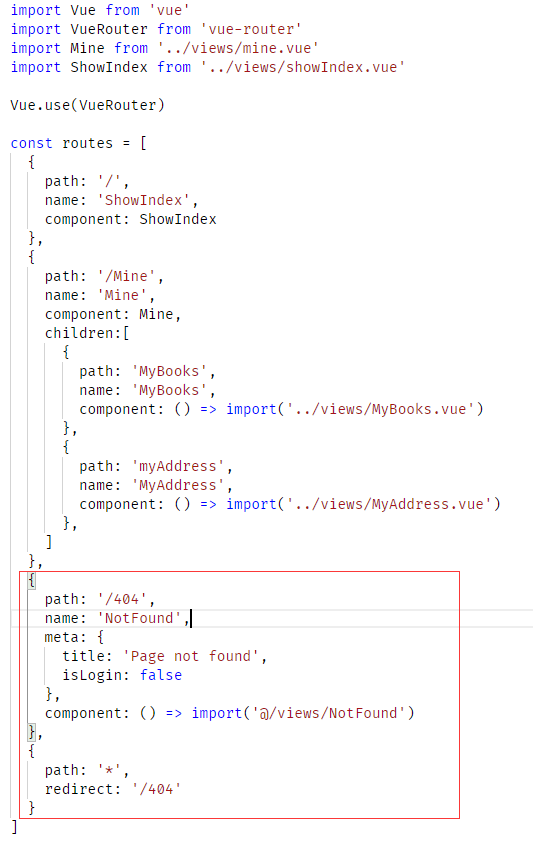 import Vue from 'vue'
import VueRouter from 'vue-router'
import Mine from '../views/mine.vue'
import ShowIndex from '../views/showIndex.vue'

Vue.use(VueRouter)

const routes = [
  {
    path: '/',
    name: 'ShowIndex',
    component: ShowIndex
  },
  {
    path: '/Mine',
    name: 'Mine',
    component: Mine,
    children:[
      {
        path: 'MyBooks',
        name: 'MyBooks',
        component: () => import('../views/MyBooks.vue')
      },
      {
        path: 'myAddress',
        name: 'MyAddress',
        component: () => import('../views/MyAddress.vue')
      },
    ]
  },
  {
    path: '/404',
    name: 'NotFound',
    meta: {
      title: 'Page not found',
      isLogin: false
    },
    component: () => import('@/views/NotFound')
  },
  {
    path: '*',
    redirect: '/404'
  }
]